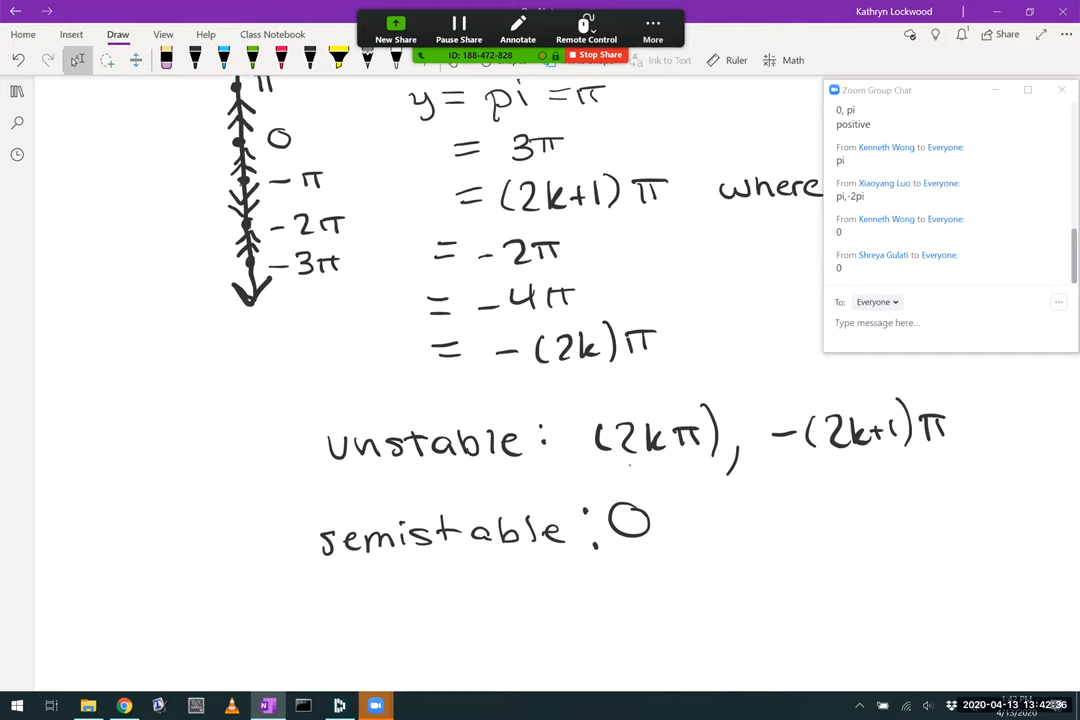 Kathryn Lockwood
New Share
Pause Share
Annotate
Remote Control
More
ID: 188-472-828
Stop Share
Home Insert Draw View Help Class Notebook
Share
Ink to Text
Ruler
Math
Zoom Group Chat
0, pi
positive
From Kenneth Wong to Everyone:
pi
From Xiaoyang Luo to Everyone:
pi,-2pi
From Kenneth Wong to Everyone:
0
From Shreya Gulati to Everyone:
0
To: Everyone
Type message here...
π
0
-π
-2π
-3π
y = pi = π
= 3π
= (2k+1)π where
= -2π
= -4π
= -(2k)π
unstable: (2kπ), -(2k+1)π
semistable: 0
2020-04-13 13:42:36